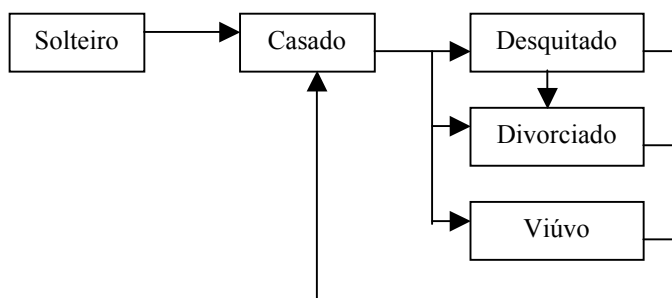 Solteiro
Casado
Desquitado
Divorciado
Viúvo